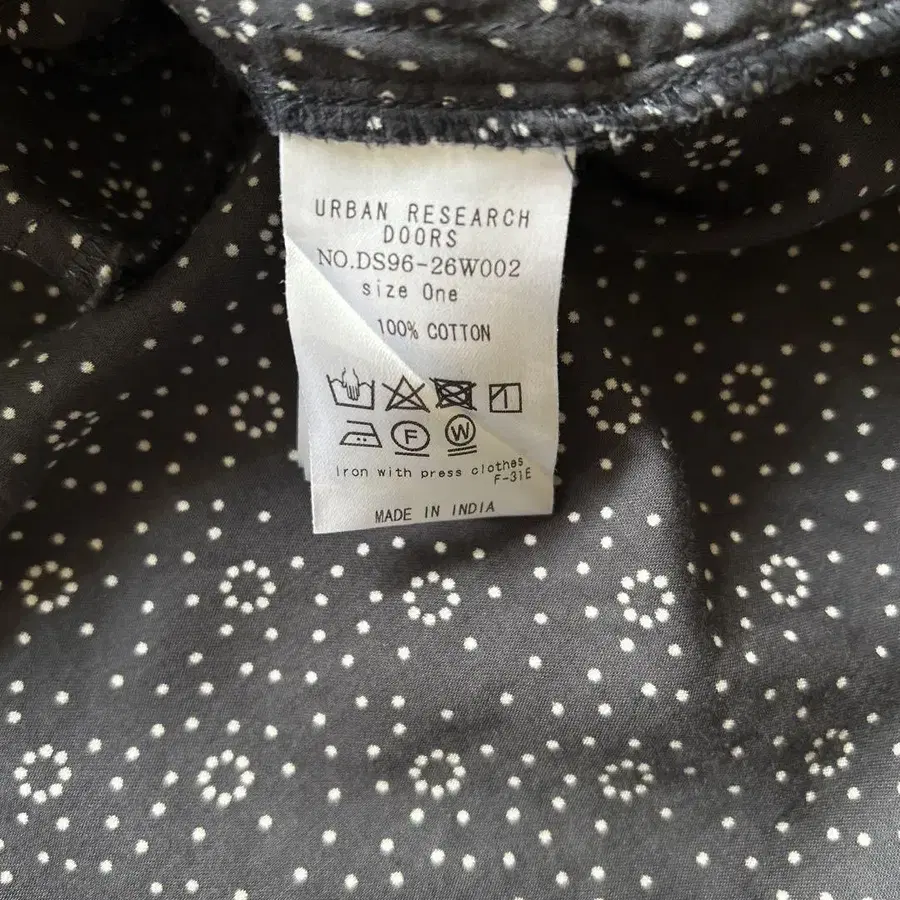 URBAN RESEARCH
DOORS
NO.DS96-26W002
size One
100% COTTON
F W
Iron with press clothes
F-31E
MADE IN INDIA